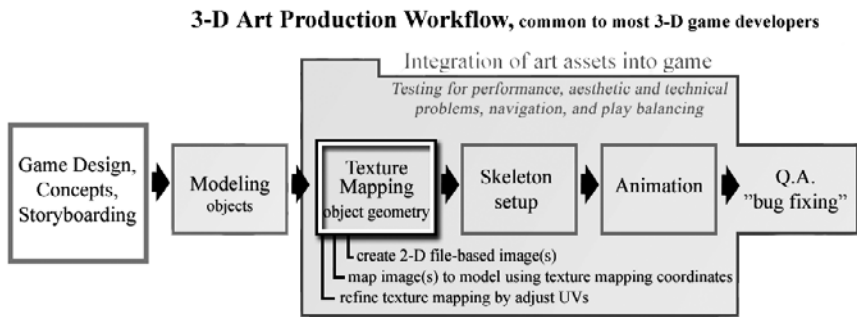 3-D Art Production Workflow, common to most 3-D game developers
Integration of art assets into game
Testing for performance, aesthetic and technical
problems, navigation, and play balancing
Game Design,
Concepts,
Storyboarding
Modeling
objects
Texture
Mapping
object geometry
Skeleton
setup
Animation
Q.A.
"bug fixing"
create 2-D file-based image(s)
map image(s) to model using texture mapping coordinates
refine texture mapping by adjust UVs